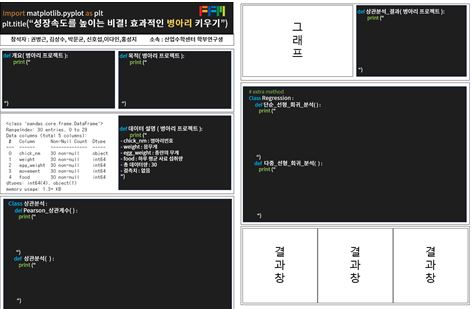 FFA
import matplotlib.pyplot as plt
plt.title("성장속도를 높이는 비결! 효과적인 병아리 키우기")
참석자 : 권병근, 김상수, 박문균, 신호섭, 이다인, 홍성지 소속 : 산업수학센터 학부연구생
def 개요( 병아리 프로젝트 ):
print ("
")
def 목적( 병아리 프로젝트 ):
print ("
")
<class 'pandas.core.frame.DataFrame'>
RangeIndex: 30 entries, 0 to 29
Data columns (total 5 columns):
# Column Non-Null Count Dtype
0 chick_nm 30 non-null object
1 weight 30 non-null int64
2 egg_weight 30 non-null int64
3 movement 30 non-null int64
4 food 30 non-null int64
dtypes: int64(4), object(1)
memory usage: 1.3+ KB
def 데이터 설명 ( 병아리 프로젝트 ):
print ("
- chick_nm : 병아리번호
- weight : 몸무게
- egg_weight : 종란의 무게
- food : 하루 평균 사료 섭취량
- 총 데이터량 : 30
- 결측치 : 없음
")
Class 상관분석 :
def Pearson_상관계수( ) :
print ("
")
def 상관분석( ) :
print ("
")
그래프
def 상관분석_결과( 병아리 프로젝트 ):
print ("
")
# extra mathod
Class Regression :
def 단순_선형_회귀_분석( ) :
print ("
")
def 다중_선형_회귀_분석( ) :
print ("
")
결과창
결과창
결과창